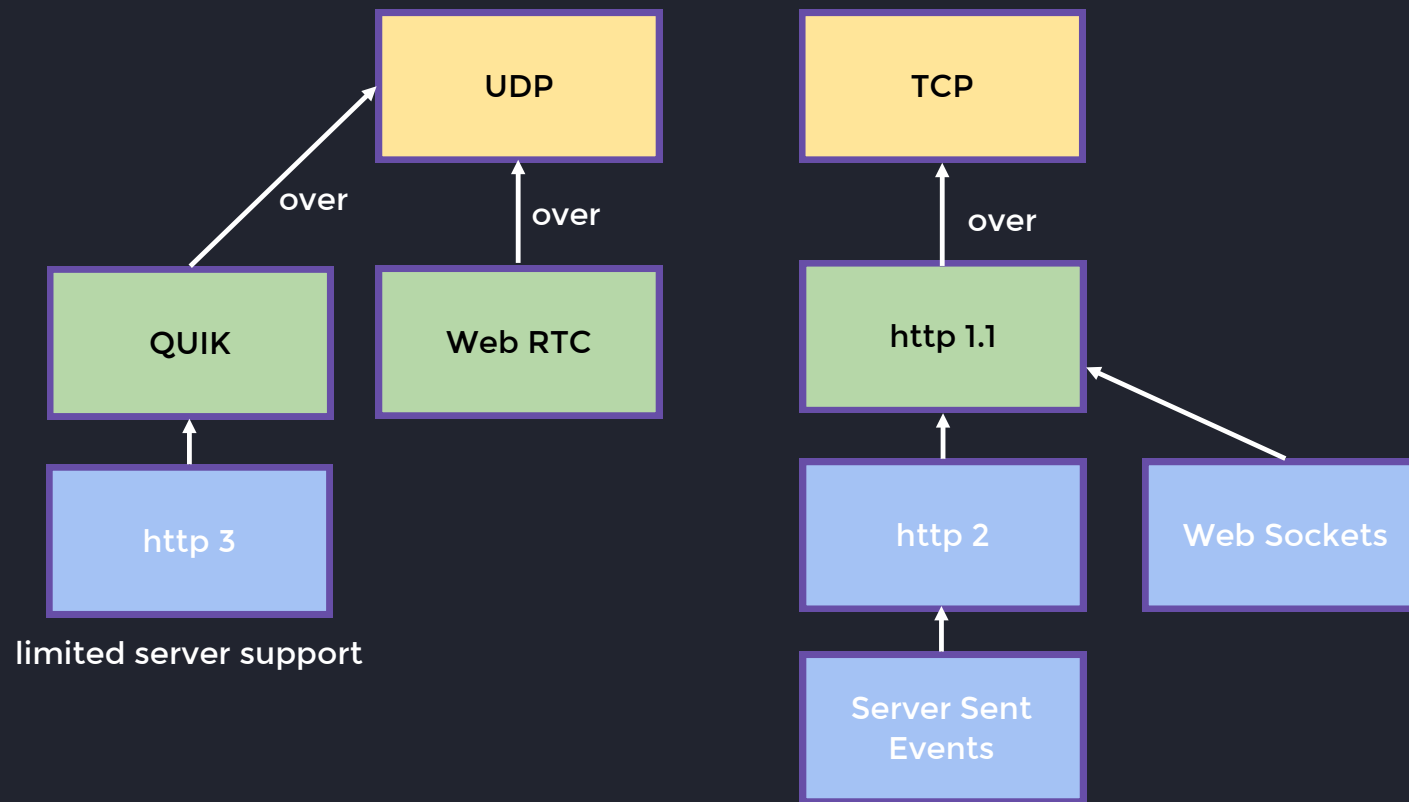 UDP
TCP
over
over
over
QUIK
Web RTC
http 1.1
http 3
http 2
Web Sockets
limited server support
Server Sent
Events